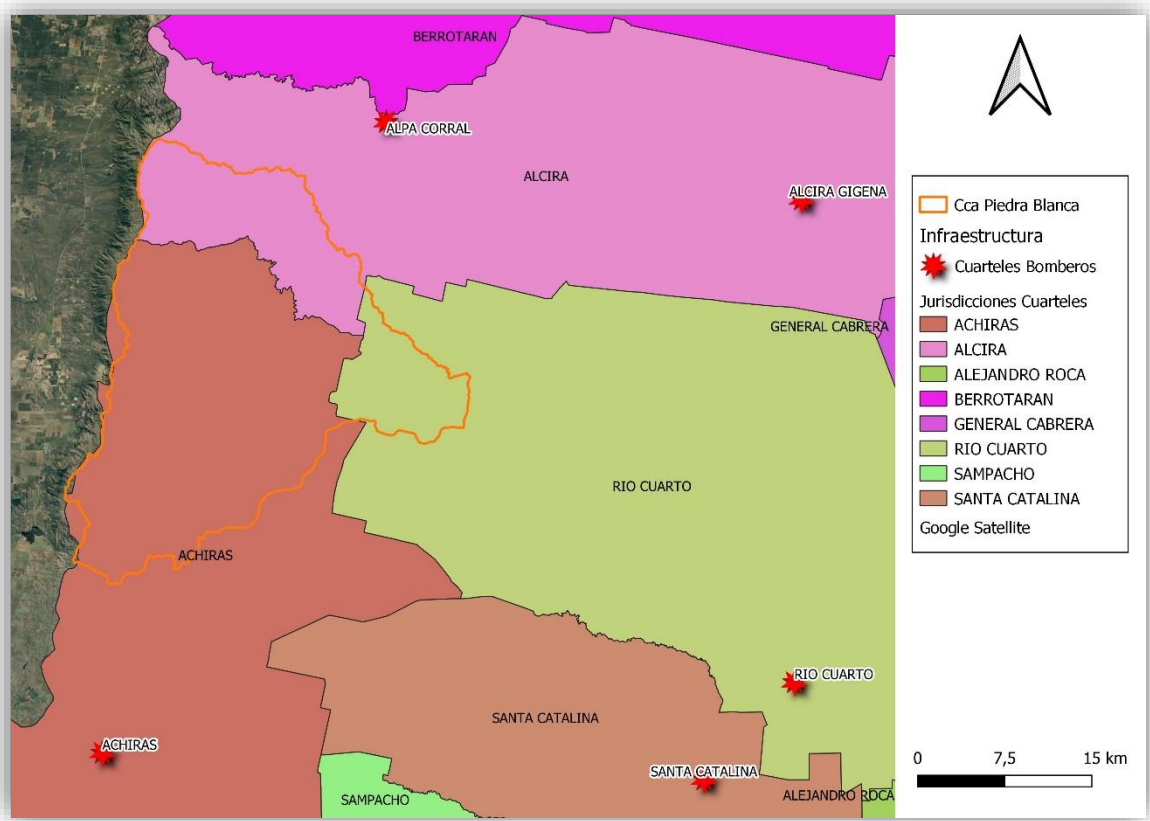 BERROTARAN
ALPA CORRAL
ALCIRA
ALCIRA GIGENA
GENERAL CABRERA
RIO CUARTO
ACHIRAS
RIO CUARTO
SANTA CATALINA
ACHIRAS
SANTA CATALINA
SAMPACHO
ALEJANDRO ROCA
Cca Piedra Blanca
Infraestructura
Cuarteles Bomberos
Jurisdicciones Cuarteles
ACHIRAS
ALCIRA
ALEJANDRO ROCA
BERROTARAN
GENERAL CABRERA
RIO CUARTO
SAMPACHO
SANTA CATALINA
Google Satellite
0 7,5 15 km